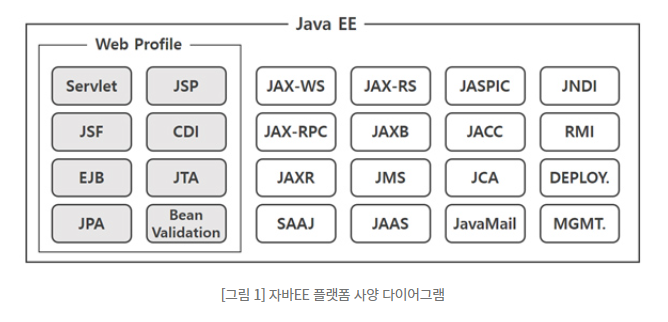 Java EE
Web Profile
Servlet JSP JAX-WS JAX-RS JASPIC JNDI
JSF CDI JAX-RPC JAXB JACC RMI
EJB JTA JAXR JMS JCA DEPLOY.
JPA Bean Validation SAAJ JAAS JavaMail MGMT.
[그림 1] 자바EE 플랫폼 사양 다이어그램